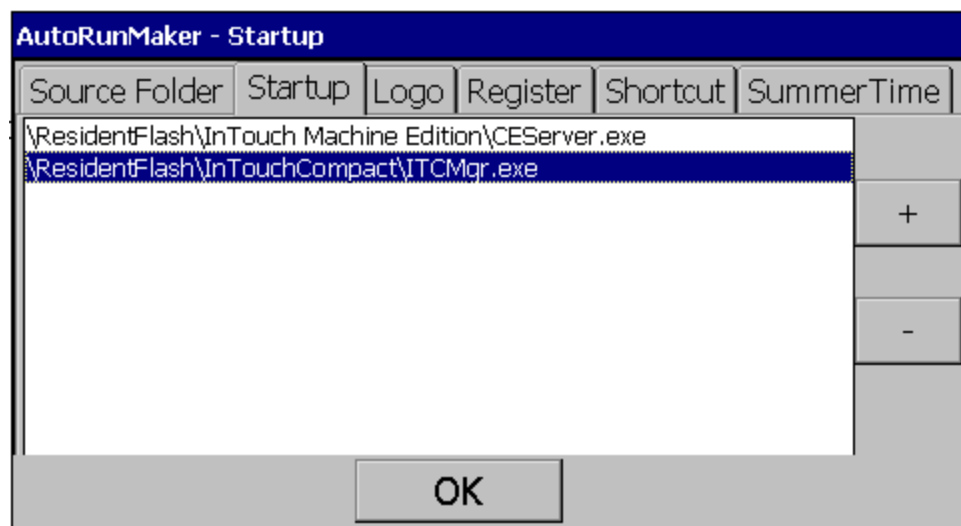 AutoRunMaker - Startup
Source Folder Startup Logo Register Shortcut SummerTime
\ResidentFlash\InTouch Machine Edition\CEServer.exe
\ResidentFlash\InTouchCompact\ITCMgr.exe
+
-
OK